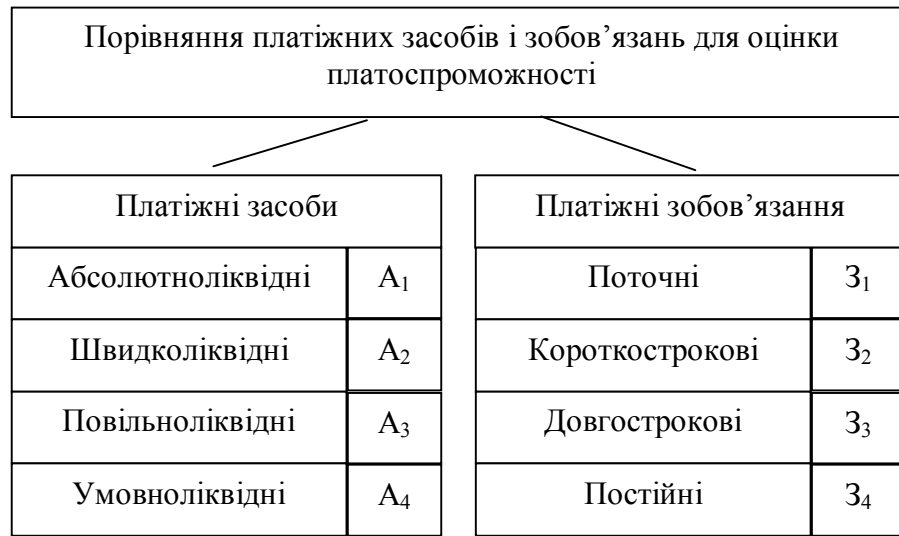 Порівняння платіжних засобів і зобов’язань для оцінки
платоспроможності
Платіжні засоби
Абсолютноліквідні А₁
Швидколіквідні А₂
Повільноліквідні А₃
Умовноліквідні А₄
Платіжні зобов’язання
Поточні З₁
Короткострокові З₂
Довгострокові З₃
Постійні З₄